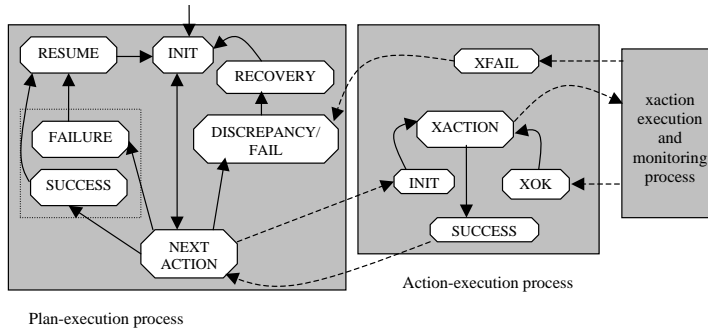 RESUME
INIT
RECOVERY
FAILURE
DISCREPANCY/
FAIL
SUCCESS
NEXT
ACTION
Plan-execution process
XFAIL
XACTION
INIT
XOK
SUCCESS
Action-execution process
xaction
execution
and
monitoring
process